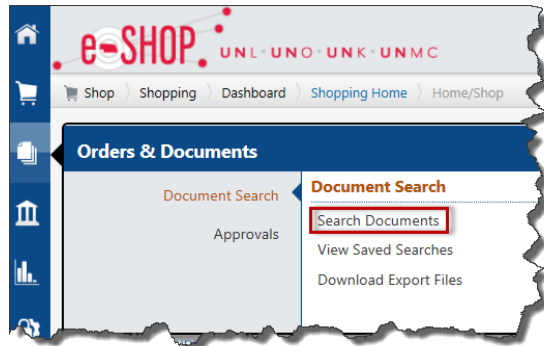 e-SHOP UNL·UNO·UNK·UNMC
Shop Shopping Dashboard Shopping Home Home/Shop
Orders & Documents
Document Search
Approvals
Document Search
Search Documents
View Saved Searches
Download Export Files